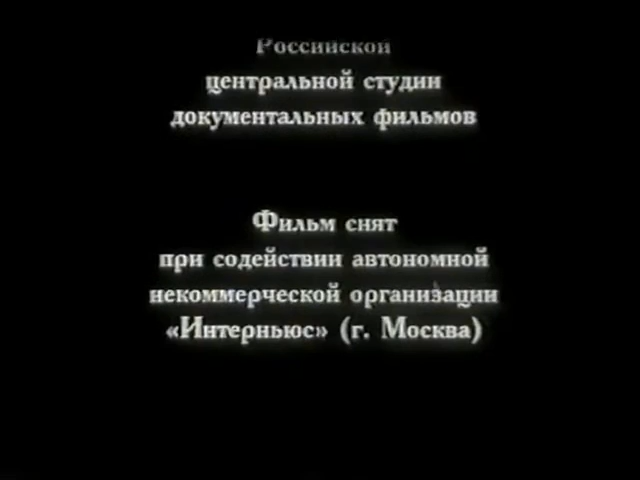 Российской
центральной студии
документальных фильмов
Фильм снят
при содействии автономной
некоммерческой организации
«Интерньюс» (г. Москва)